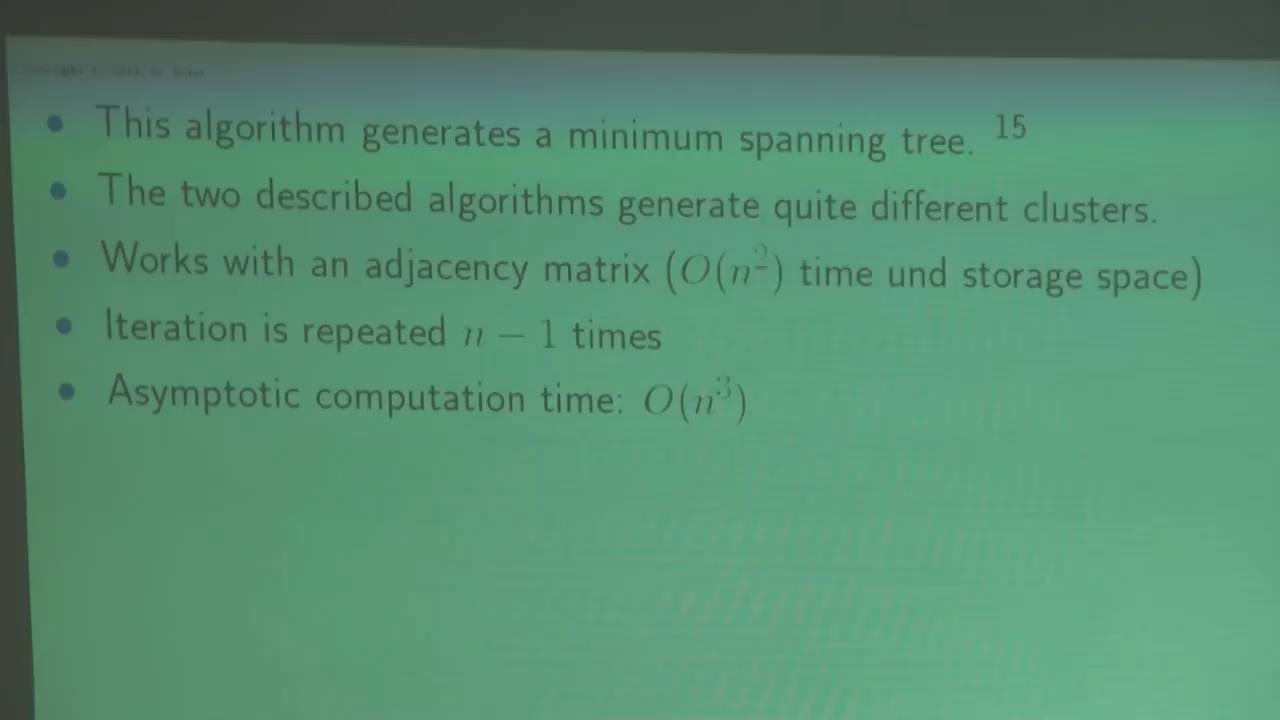 • This algorithm generates a minimum spanning tree. 15
• The two described algorithms generate quite different clusters.
• Works with an adjacency matrix (O(n²) time und storage space)
• Iteration is repeated n − 1 times
• Asymptotic computation time: O(n³)